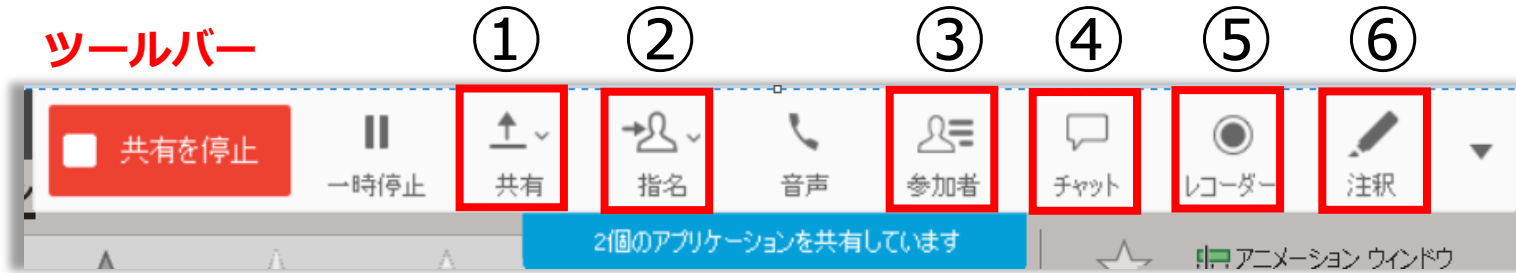 ツールバー
① ② ③ ④ ⑤ ⑥
共有を停止 一時停止 共有 指名 音声 参加者 チャット レコーダー 注釈
2個のアプリケーションを共有しています
アニメーション ウィンドウ